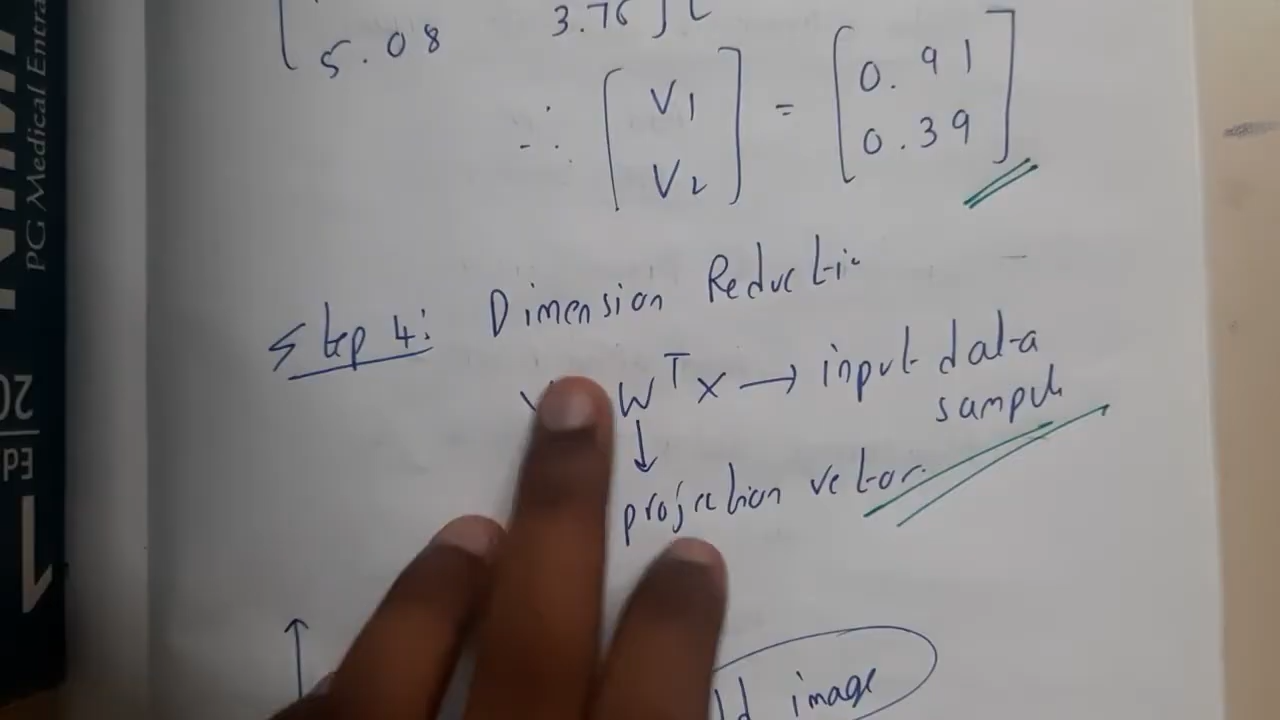 5.08 3.76
∴ [V1 V2] = [0.91 0.39]
Step 4: Dimension Reducti
W^T x → input data
sample
↓
projection vector
image
PG Medical Entra
20
ED
1